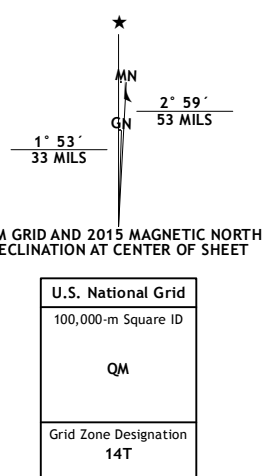 ★
MN
GN
2° 59´
53 MILS
1° 53´
33 MILS
M GRID AND 2015 MAGNETIC NORTH
ECLINATION AT CENTER OF SHEET
U.S. National Grid
100,000-m Square ID
QM
Grid Zone Designation
14T